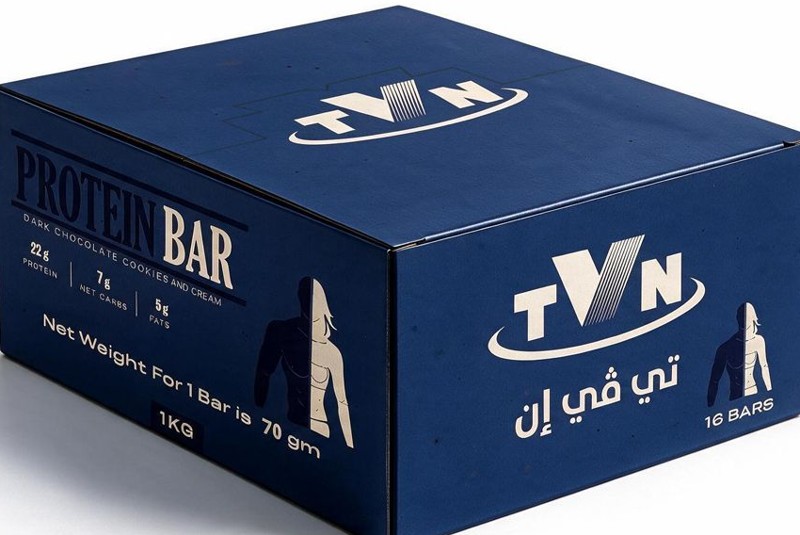 TVN
PROTEIN BAR
DARK CHOCOLATE COOKIES AND CREAM
22g PROTEIN
7g NET CARBS
5g FATS
Net Weight For 1 Bar is 70 gm
1KG
TVN
تي ڤي إن
16 BARS